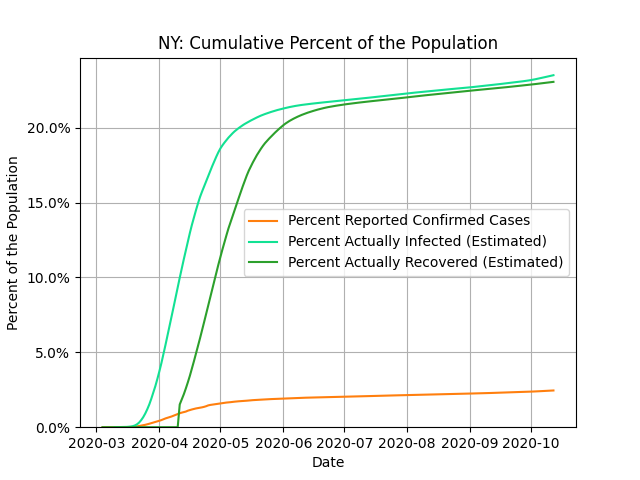 NY: Cumulative Percent of the Population
Percent of the Population
20.0%
15.0%
10.0%
5.0%
0.0%
Percent Reported Confirmed Cases
Percent Actually Infected (Estimated)
Percent Actually Recovered (Estimated)
2020-03 2020-04 2020-05 2020-06 2020-07 2020-08 2020-09 2020-10
Date